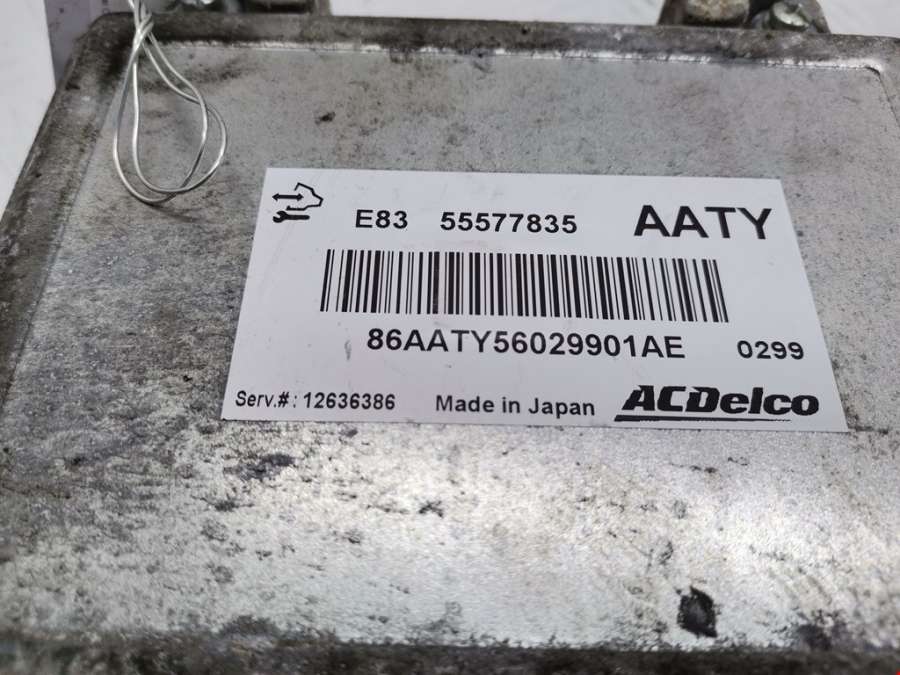 E83 55577835 AATY
86AATY56029901AE 0299
Serv.#: 12636386 Made in Japan ACDelco